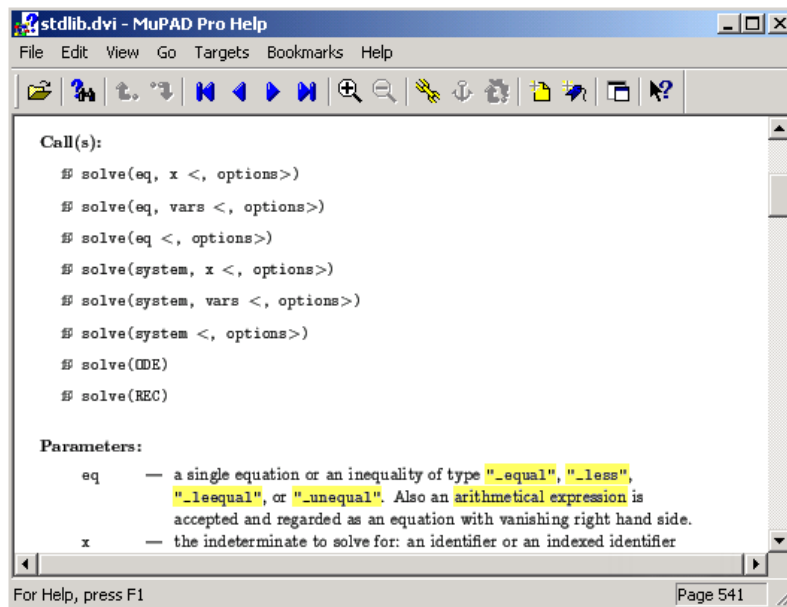 stdlib.dvi - MuPAD Pro Help
File Edit View Go Targets Bookmarks Help
Call(s):
solve(eq, x <, options>)
solve(eq, vars <, options>)
solve(eq <, options>)
solve(system, x <, options>)
solve(system, vars <, options>)
solve(system <, options>)
solve(ODE)
solve(REC)
Parameters:
eq — a single equation or an inequality of type "_equal", "_less",
"_leequal", or "_unequal". Also an arithmetical expression is
accepted and regarded as an equation with vanishing right hand side.
x — the indeterminate to solve for: an identifier or an indexed identifier
For Help, press F1
Page 541